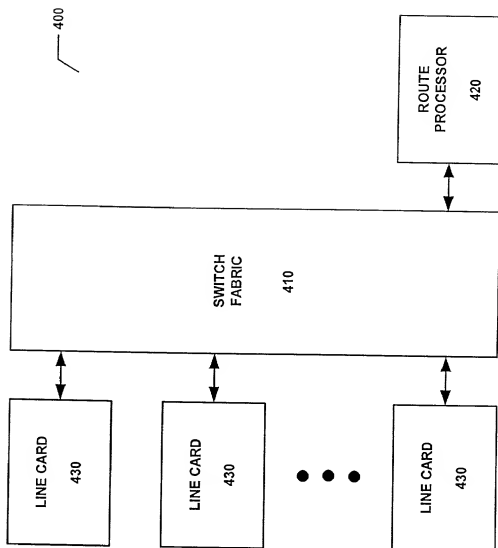 400
ROUTE
PROCESSOR
420
SWITCH
FABRIC
410
LINE CARD
430
LINE CARD
430
LINE CARD
430